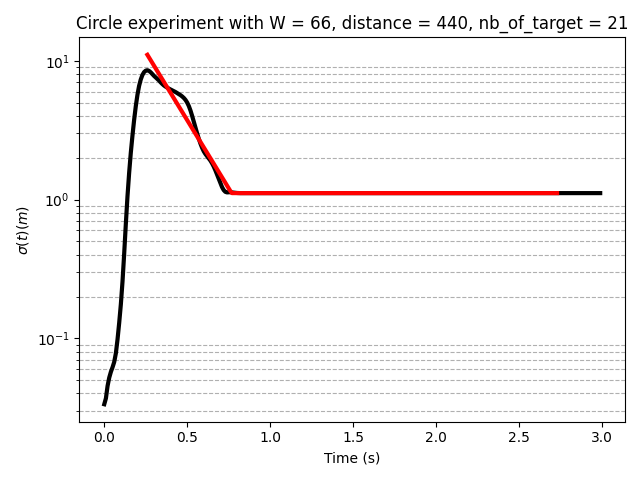 Circle experiment with W = 66, distance = 440, nb_of_target = 21
10¹
10⁰
10⁻¹
σ(t)(m)
0.0 0.5 1.0 1.5 2.0 2.5 3.0
Time (s)